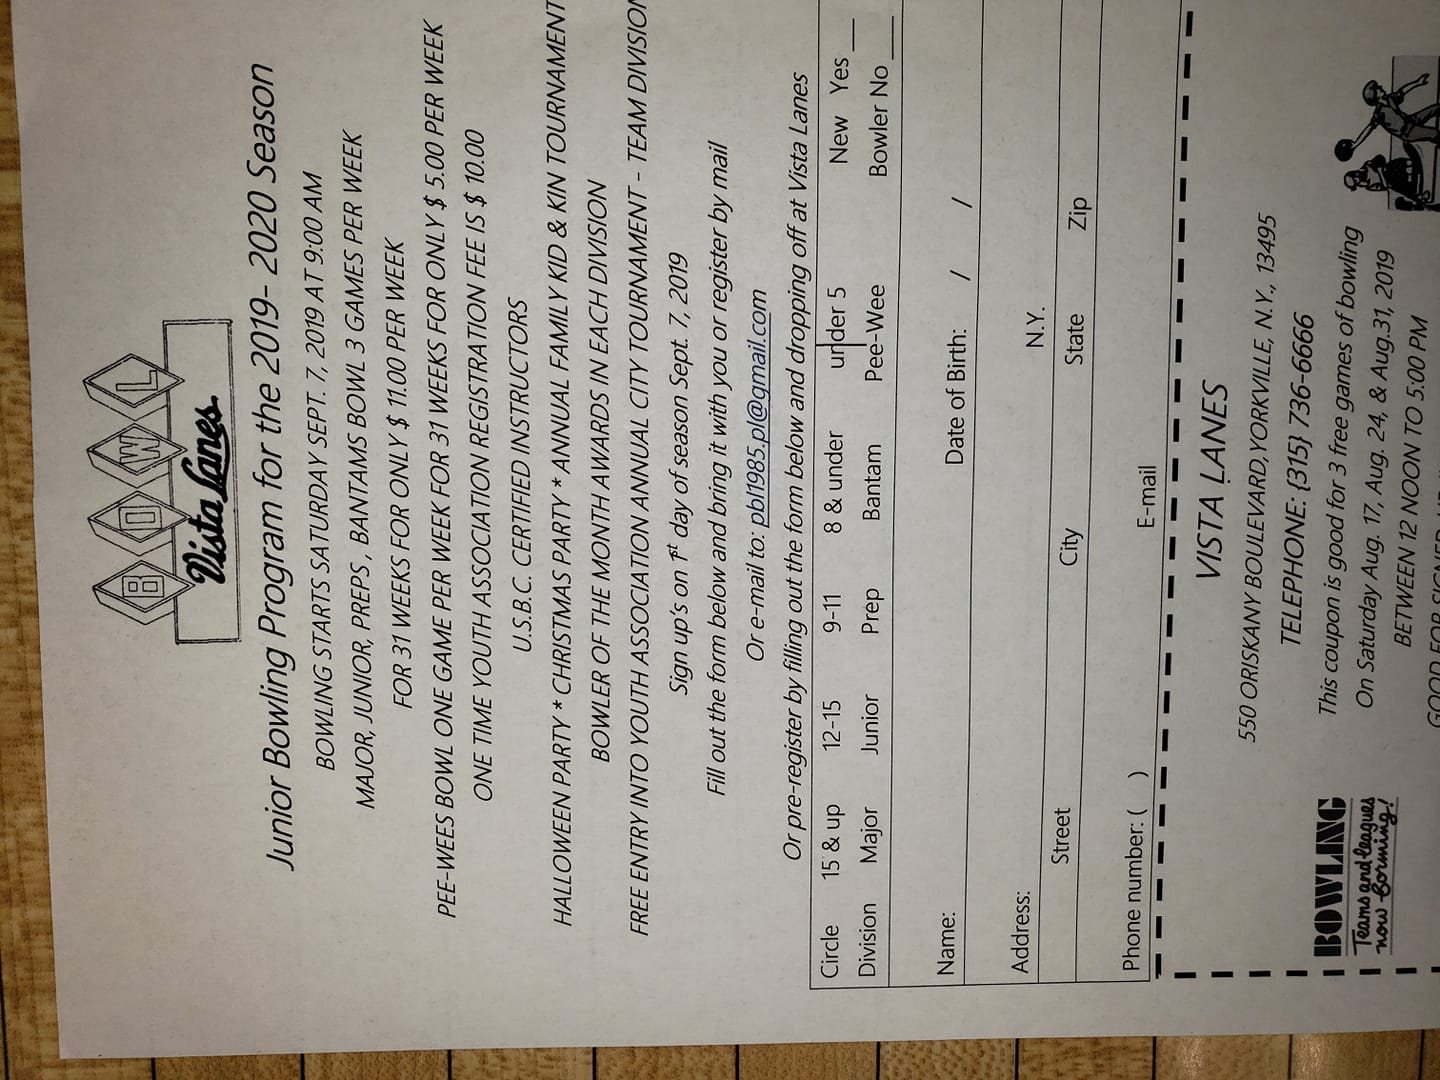 BOWL
Vista Lanes
Junior Bowling Program for the 2019- 2020 Season
BOWLING STARTS SATURDAY SEPT. 7, 2019 AT 9:00 AM
MAJOR, JUNIOR, PREPS , BANTAMS BOWL 3 GAMES PER WEEK
FOR 31 WEEKS FOR ONLY $ 11.00 PER WEEK
PEE-WEES BOWL ONE GAME PER WEEK FOR 31 WEEKS FOR ONLY $ 5.00 PER WEEK
ONE TIME YOUTH ASSOCIATION REGISTRATION FEE IS $ 10.00
U.S.B.C. CERTIFIED INSTRUCTORS
HALLOWEEN PARTY * CHRISTMAS PARTY * ANNUAL FAMILY KID & KIN TOURNAMENT
BOWLER OF THE MONTH AWARDS IN EACH DIVISION
FREE ENTRY INTO YOUTH ASSOCIATION ANNUAL CITY TOURNAMENT - TEAM DIVISION
Sign up's on 1st day of season Sept. 7, 2019
Fill out the form below and bring it with you or register by mail
Or e-mail to: pbl1985.pl@gmail.com
Or pre-register by filling out the form below and dropping off at Vista Lanes
Circle 15 & up 12-15 9-11 8 & under under 5 New Yes ___
Division Major Junior Prep Bantam Pee-Wee Bowler No ___
Name: Date of Birth: / /
Address: N.Y.
Street City State Zip
Phone number: ( ) E-mail
VISTA LANES
550 ORISKANY BOULEVARD,YORKVILLE, N.Y., 13495
TELEPHONE: {315} 736-6666
This coupon is good for 3 free games of bowling
On Saturday Aug. 17, Aug. 24, & Aug.31, 2019
BETWEEN 12 NOON TO 5:00 PM
GOOD FOR SIGNED
BOWLING
Teams and leagues
now forming!